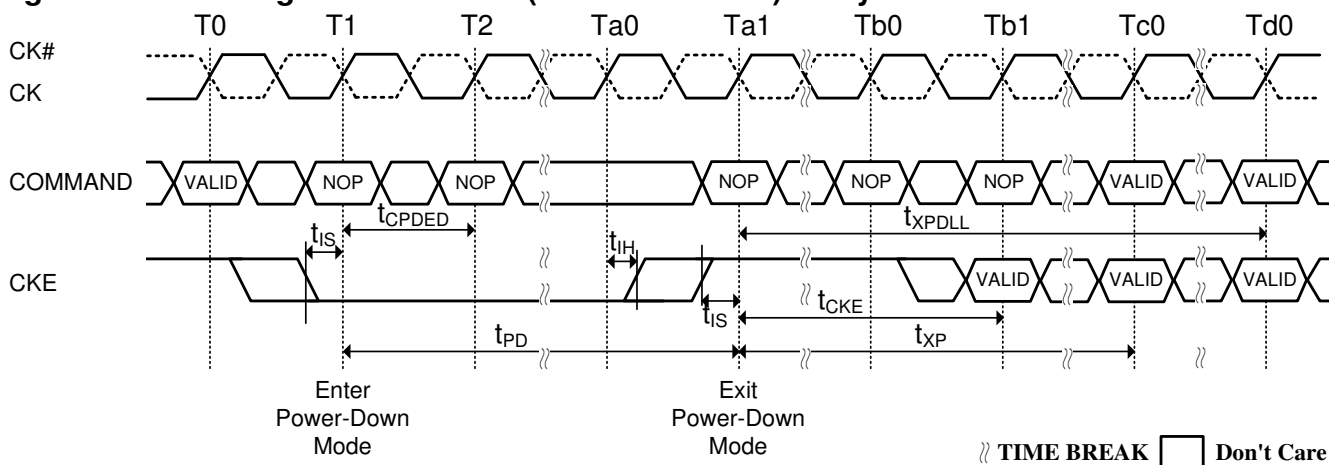 T0 T1 T2 Ta0 Ta1 Tb0 Tb1 Tc0 Td0
CK#
CK
COMMAND VALID NOP NOP NOP NOP NOP VALID VALID
tCPDED tXPDLL
tIS tIH
CKE VALID VALID VALID
tIS tCKE
tPD tXP
Enter
Power-Down
Mode
Exit
Power-Down
Mode
TIME BREAK Don't Care